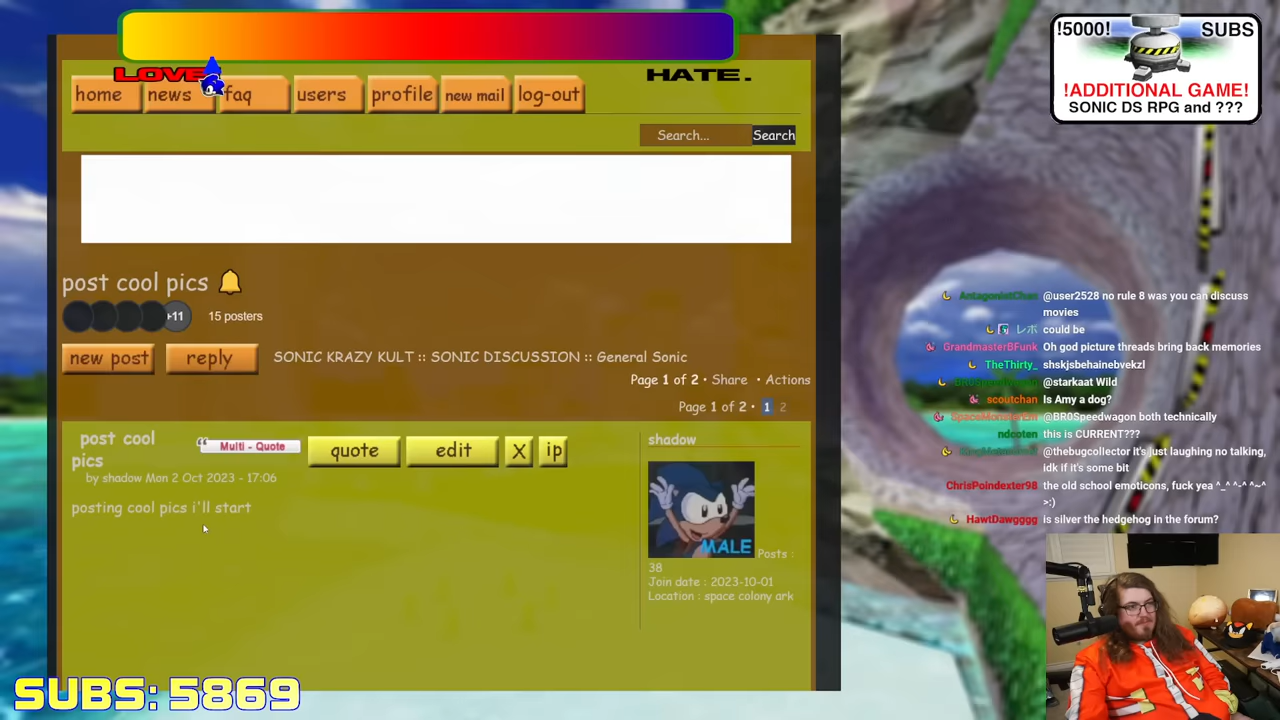 LOVE
HATE.
home
news
faq
users
profile
new mail
log-out
Search...
Search
post cool pics
+11
15 posters
new post
reply
SONIC KRAZY KULT :: SONIC DISCUSSION :: General Sonic
Page 1 of 2 • Share • Actions
Page 1 of 2 • 1 2
post cool
pics
Multi - Quote
quote
edit
X
ip
by shadow Mon 2 Oct 2023 - 17:06
posting cool pics i'll start
shadow
MALE
Posts :
38
Join date : 2023-10-01
Location : space colony ark
SUBS: 5869
!5000! SUBS
!ADDITIONAL GAME!
SONIC DS RPG and ???
AntagonistChan @user2528 no rule 8 was you can discuss
movies
レボ could be
GrandmasterBFunk Oh god picture threads bring back memories
TheThirty_ shskjsbehainebvekzl
@starkaat Wild
scoutchan Is Amy a dog?
@BR0Speedwagon both technically
ndcoten this is CURRENT???
@thebugcollector it's just laughing no talking,
idk if it's some bit
ChrisPoindexter98 the old school emoticons, fuck yea ^_^ ^-^ ^~^
>:)
HawtDawgggg is silver the hedgehog in the forum?